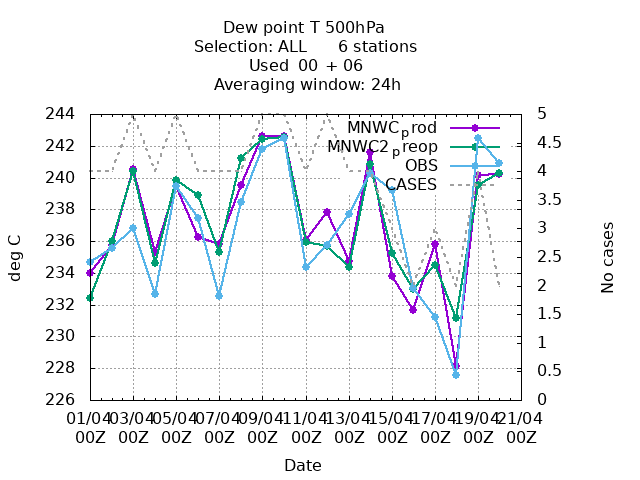 Dew point T 500hPa
Selection: ALL      6 stations
Used  00 + 06
Averaging window: 24h
244
242
240
238
236
234
232
230
228
226
5
4.5
4
3.5
3
2.5
2
1.5
1
0.5
0
MNWC_prod
MNWC2_preop
OBS
CASES
deg C
No cases
01/04 03/04 05/04 07/04 09/04 11/04 13/04 15/04 17/04 19/04 21/04
00Z 00Z 00Z 00Z 00Z 00Z 00Z 00Z 00Z 00Z 00Z
Date